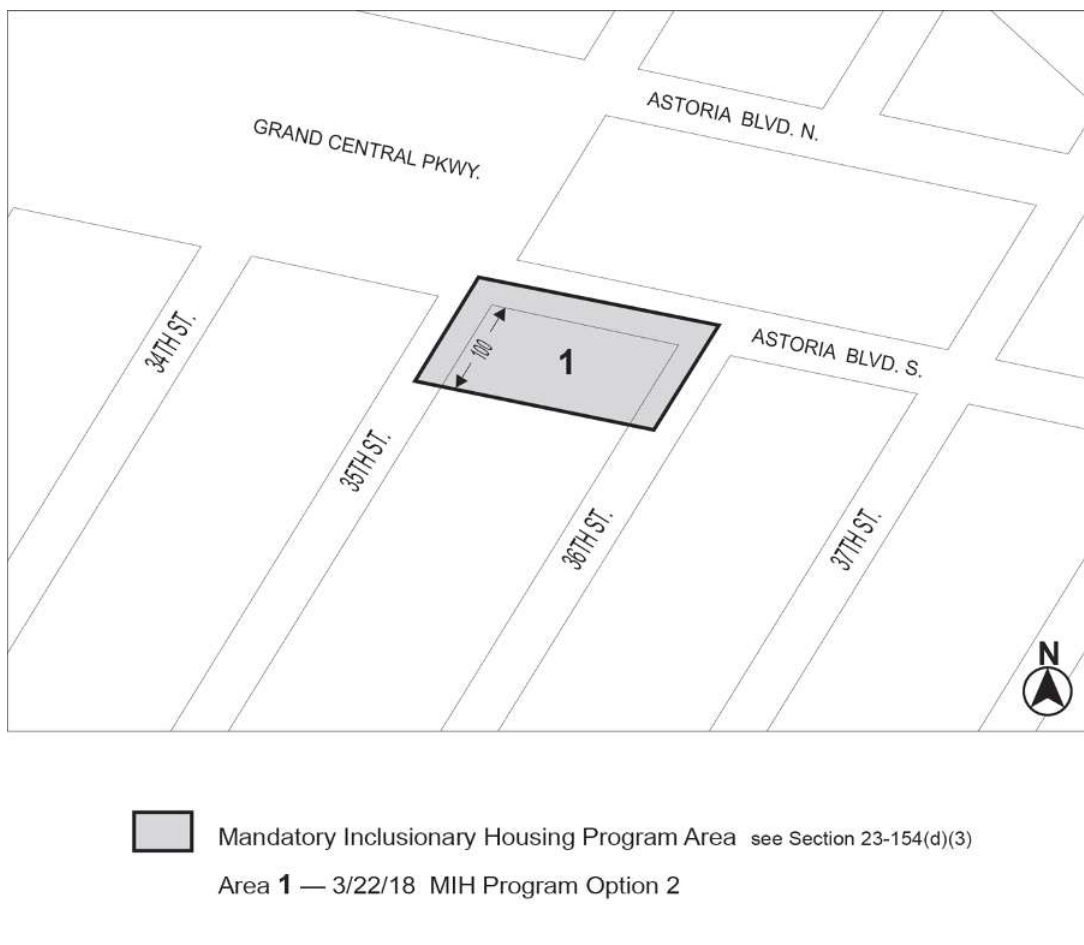 ASTORIA BLVD. N.
GRAND CENTRAL PKWY.
34TH ST.
100
1
ASTORIA BLVD. S.
35TH ST.
36TH ST.
37TH ST.
N
Mandatory Inclusionary Housing Program Area see Section 23-154(d)(3)
Area 1 — 3/22/18 MIH Program Option 2